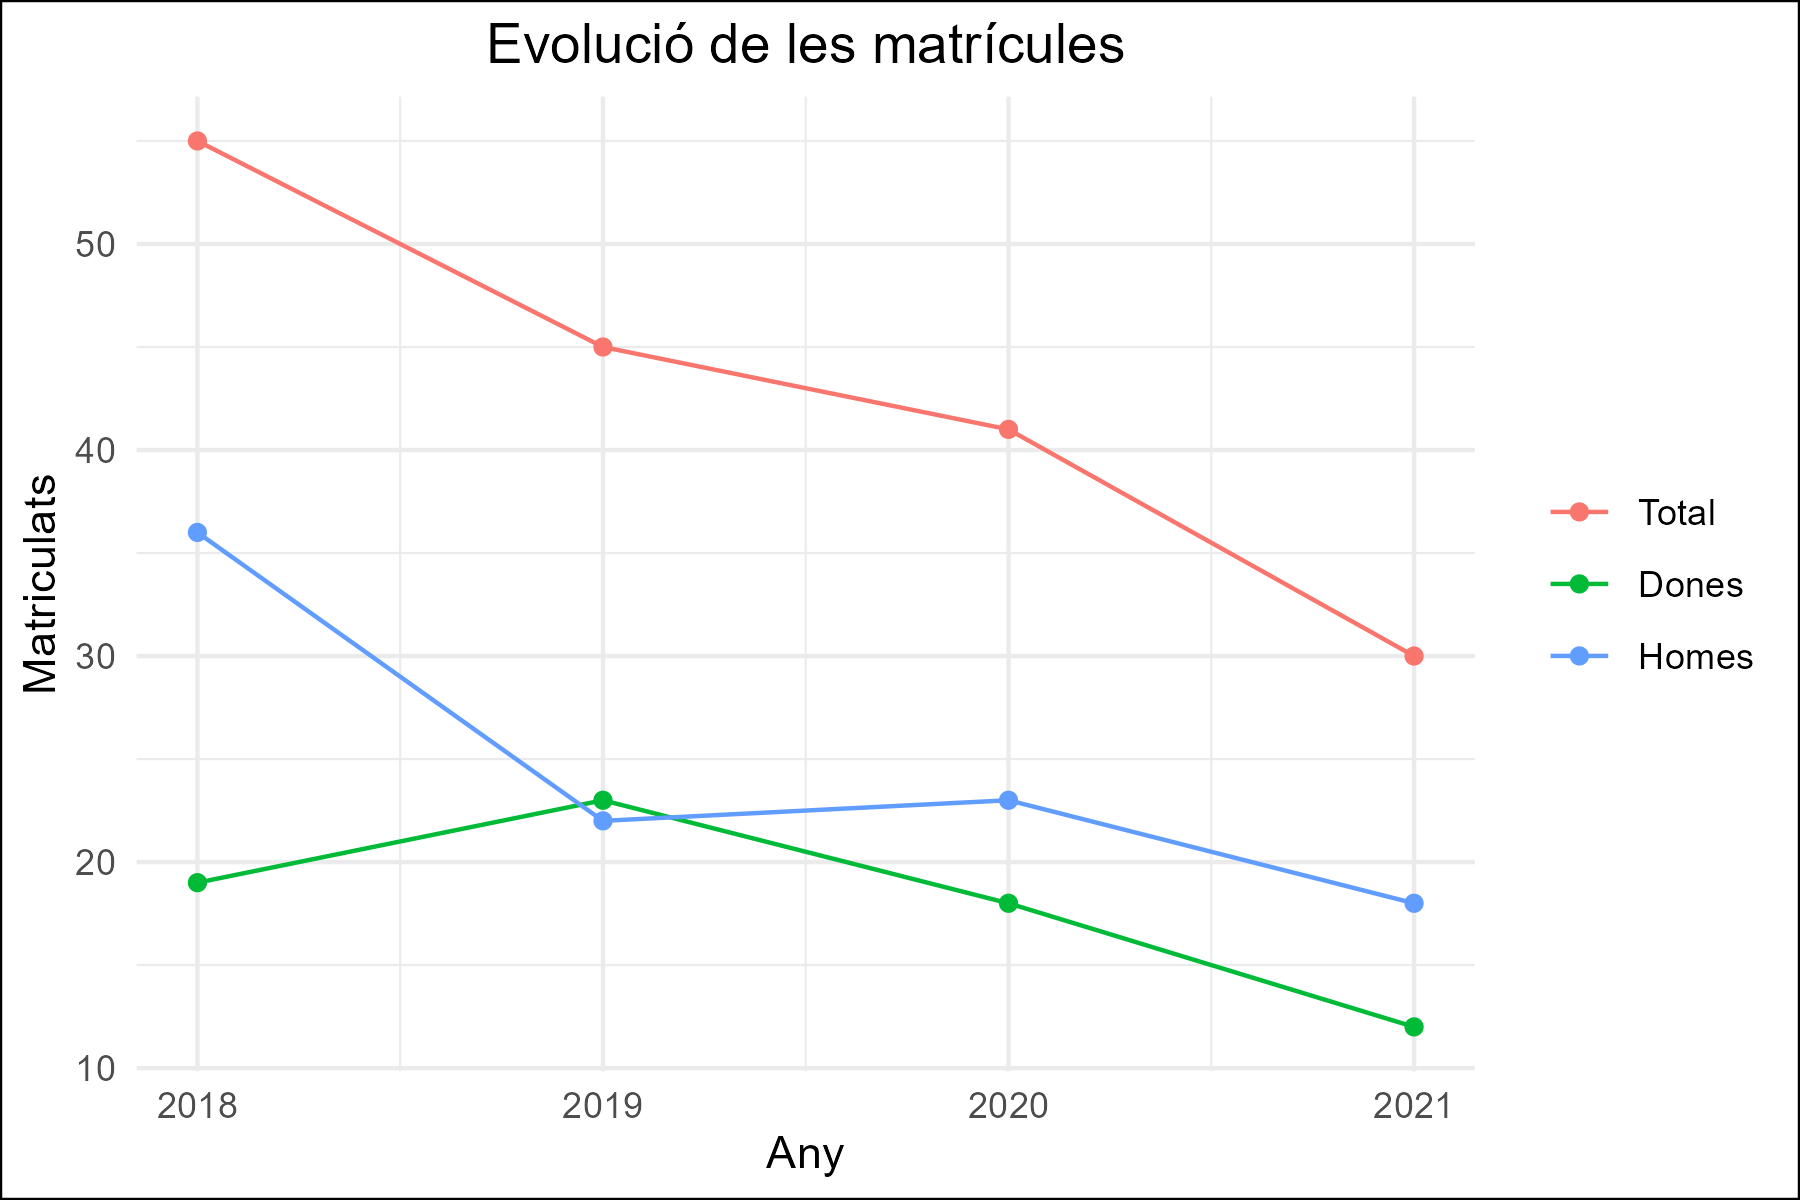 Evolució de les matrícules
Matriculats
50
40
30
20
10
2018 2019 2020 2021
Any
Total
Dones
Homes